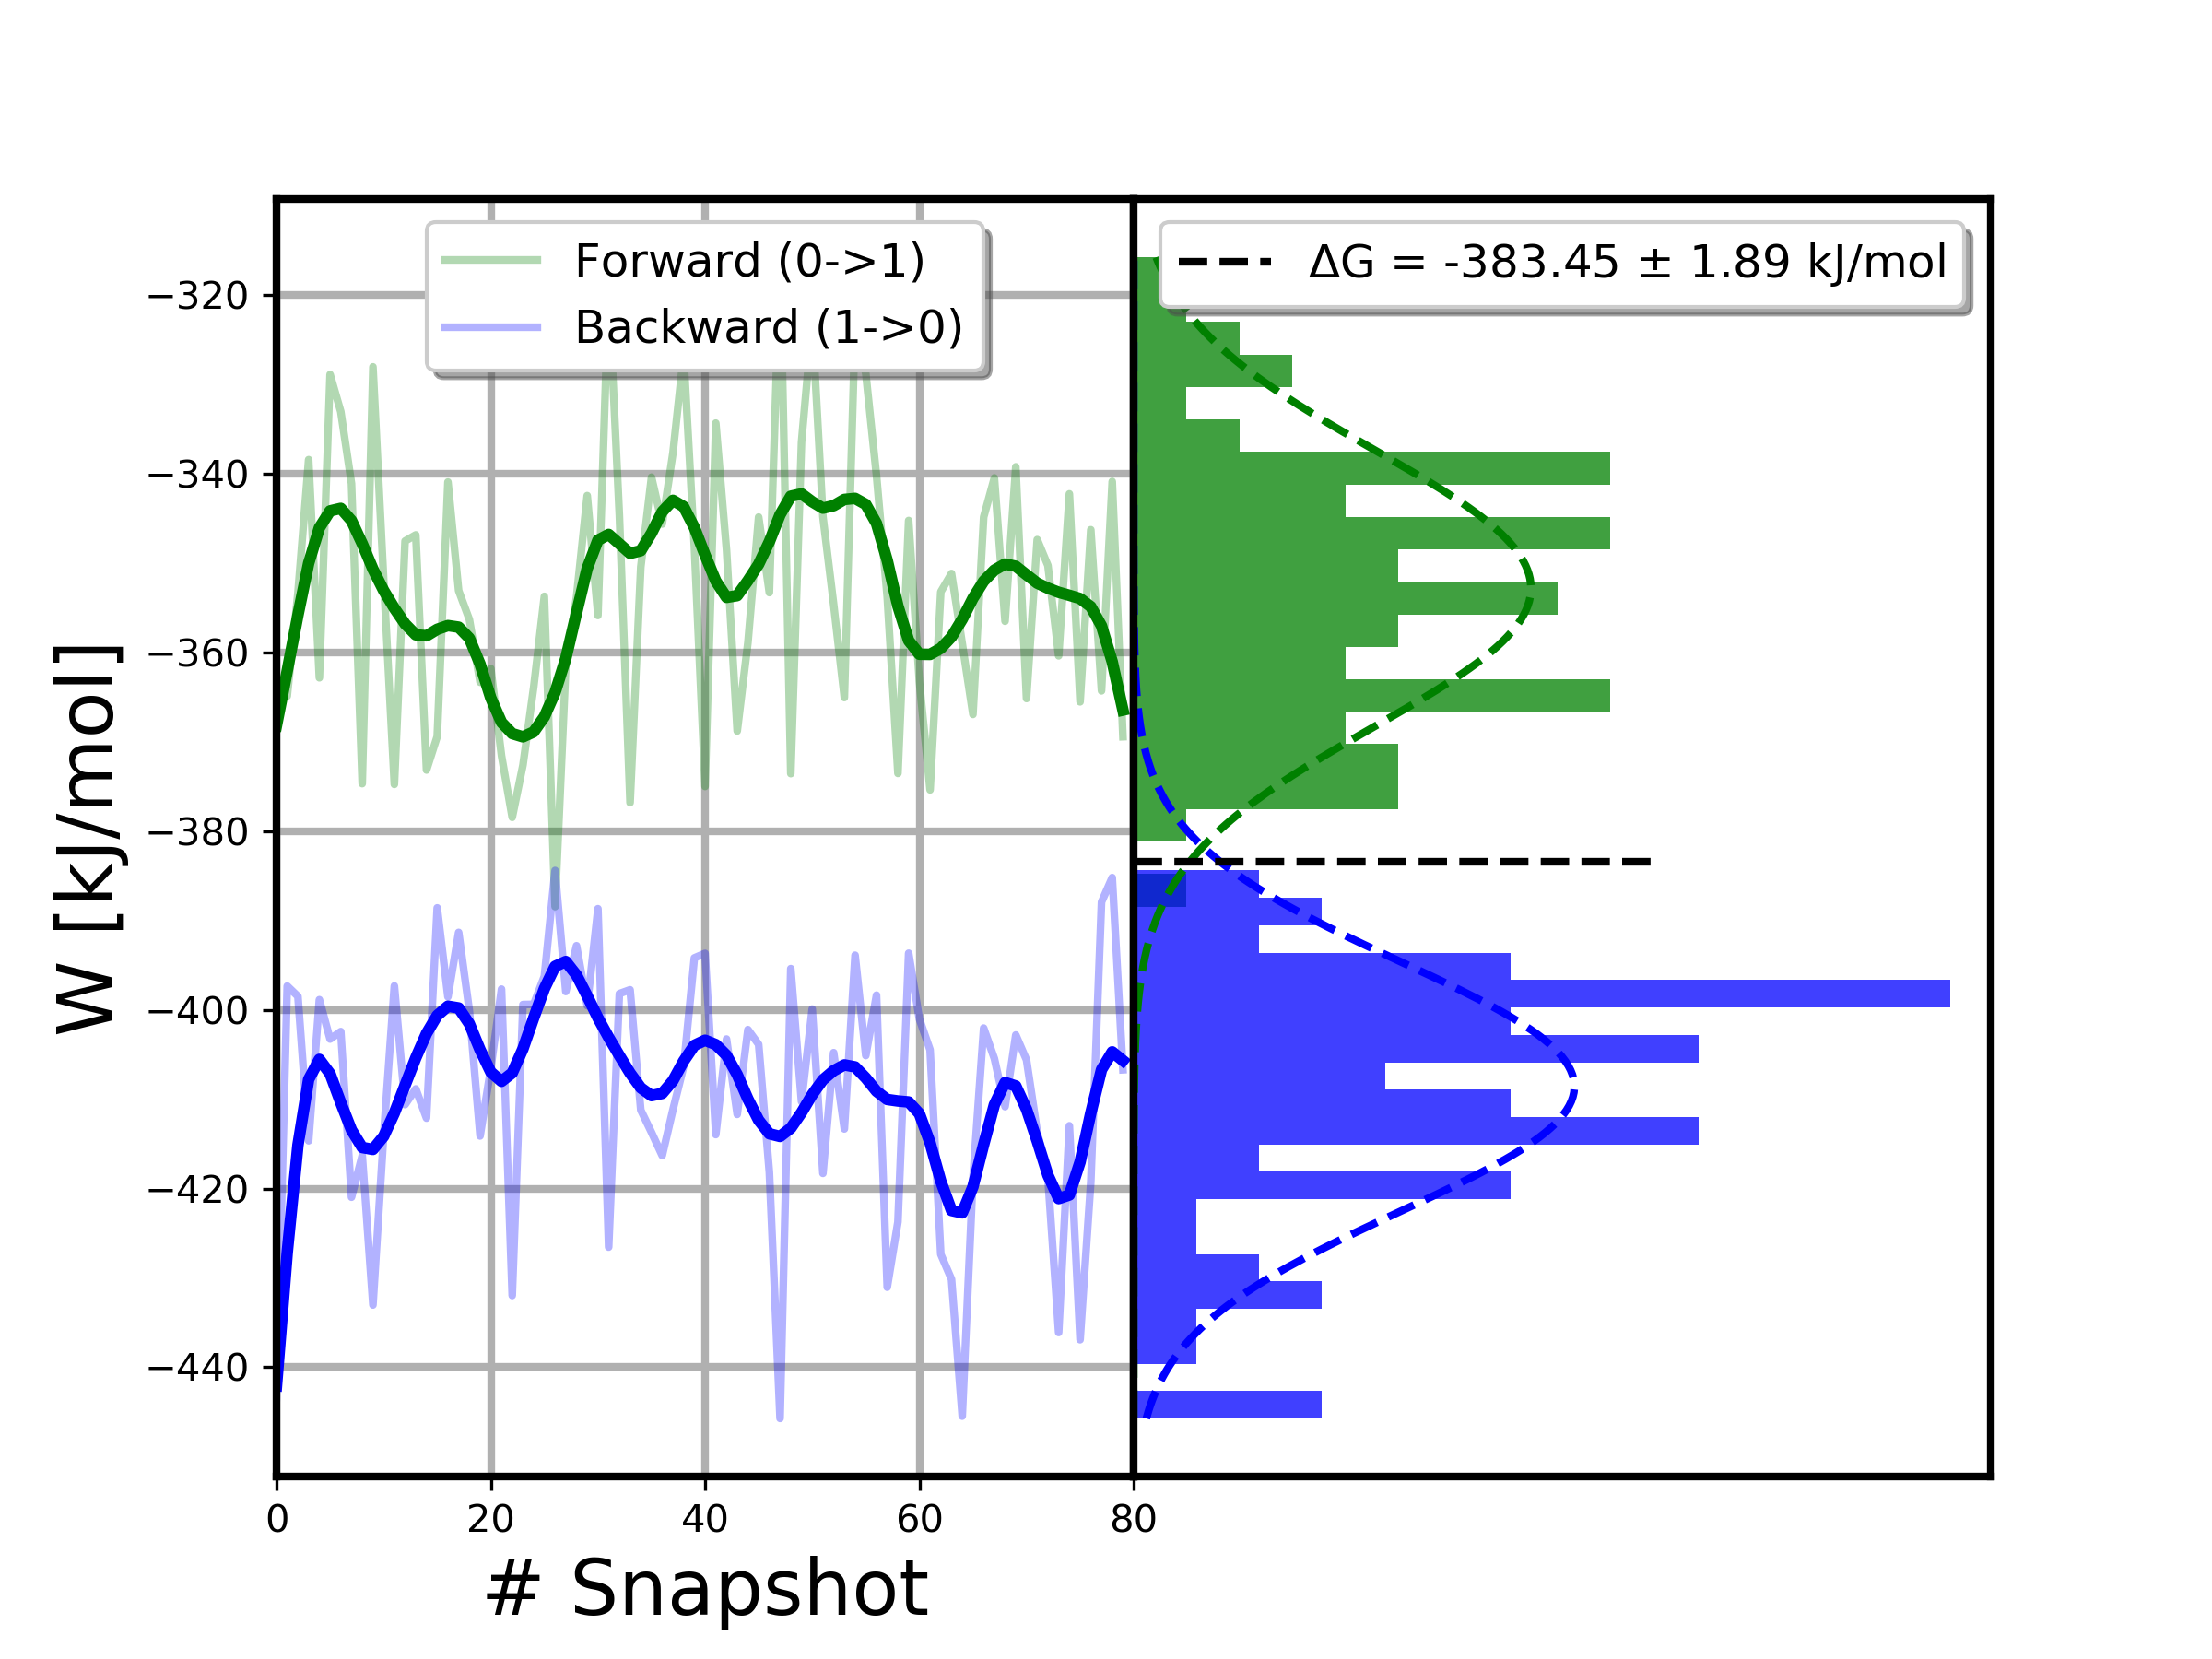 Forward (0->1)
Backward (1->0)
ΔG = -383.45 ± 1.89 kJ/mol
W [kJ/mol]
−320
−340
−360
−380
−400
−420
−440
0 20 40 60 80
# Snapshot